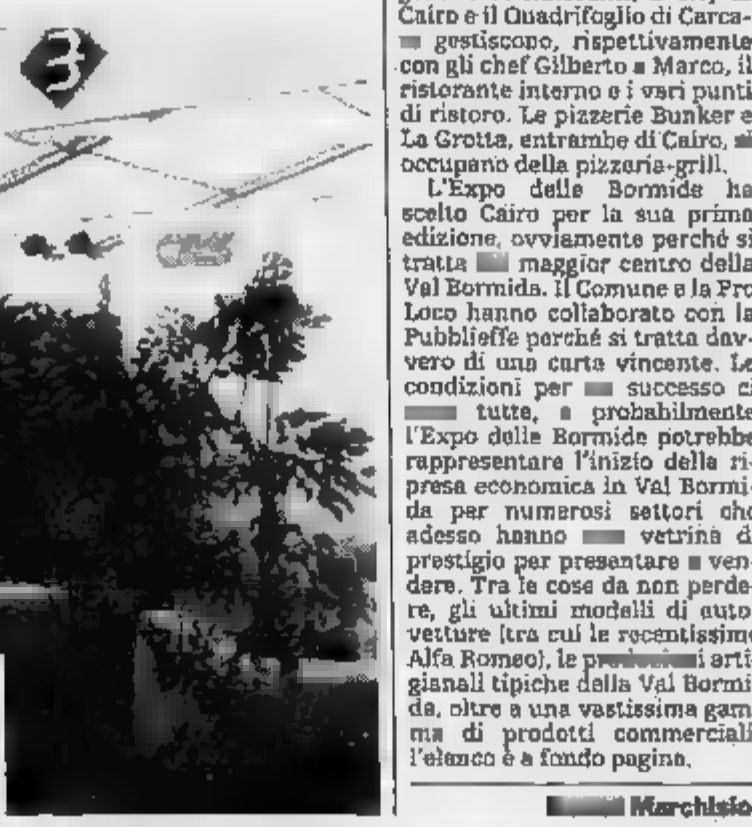 3
Cairo e il Quadrifoglio di Carca-
gestiscono, rispettivamente
con gli chef Gilberto e Marco, il
ristorante interno e i vari punti
di ristoro. Le pizzerie Bunker e
La Grotta, entrambe di Cairo,
occupano della pizzeria-grill.
L'Expo delle Bormide ha
scelto Cairo per la sua prima
edizione, ovviamente perché si
tratta maggior centro della
Val Bormida. Il Comune e la Pro
Loco hanno collaborato con la
Pubblieffe perché si tratta dav-
vero di una carta vincente. Le
condizioni per successo
tutte, e probabilmente
l'Expo delle Bormide potrebbe
rappresentare l'inizio della ri-
presa economica in Val Bormi-
da per numerosi settori che
adesso hanno vetrina di
prestigio per presentare e ven-
dere. Tra le cose da non perde-
re, gli ultimi modelli di auto-
vetture (tra cui le recentissime
Alfa Romeo), le arti-
gianali tipiche della Val Bormi-
da, oltre a una vastissima gam-
ma di prodotti commerciali
l'elenco è a fondo pagina.
Marchisio